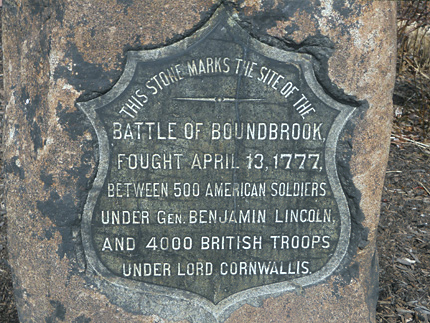 THIS STONE MARKS THE SITE OF THE
BATTLE OF BOUNDBROOK,
FOUGHT APRIL 13, 1777,
BETWEEN 500 AMERICAN SOLDIERS
UNDER GEN. BENJAMIN LINCOLN,
AND 4000 BRITISH TROOPS
UNDER LORD CORNWALLIS.